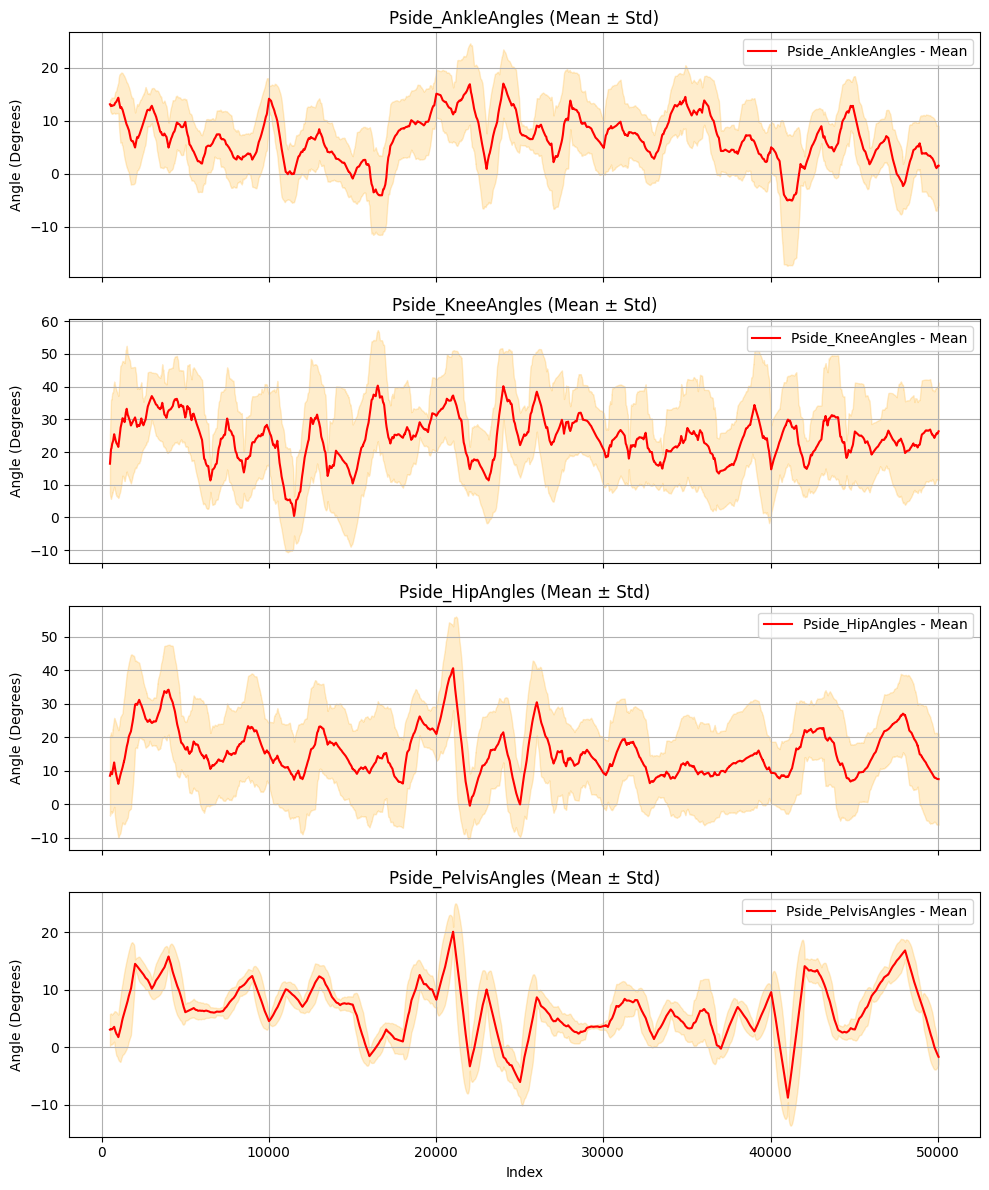 Pside_AnkleAngles (Mean ± Std)
Pside_AnkleAngles - Mean
Angle (Degrees)
20
10
0
−10
Pside_KneeAngles (Mean ± Std)
Pside_KneeAngles - Mean
Angle (Degrees)
60
50
40
30
20
10
0
−10
Pside_HipAngles (Mean ± Std)
Pside_HipAngles - Mean
Angle (Degrees)
50
40
30
20
10
0
−10
Pside_PelvisAngles (Mean ± Std)
Pside_PelvisAngles - Mean
Angle (Degrees)
20
10
0
−10
0 10000 20000 30000 40000 50000
Index